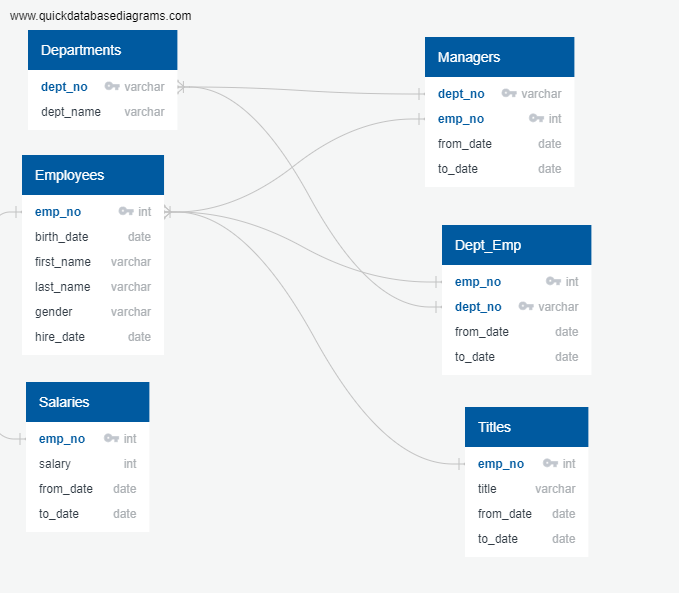 www.quickdatabasediagrams.com
Departments
dept_no varchar
dept_name varchar
Employees
emp_no int
birth_date date
first_name varchar
last_name varchar
gender varchar
hire_date date
Salaries
emp_no int
salary int
from_date date
to_date date
Managers
dept_no varchar
emp_no int
from_date date
to_date date
Dept_Emp
emp_no int
dept_no varchar
from_date date
to_date date
Titles
emp_no int
title varchar
from_date date
to_date date